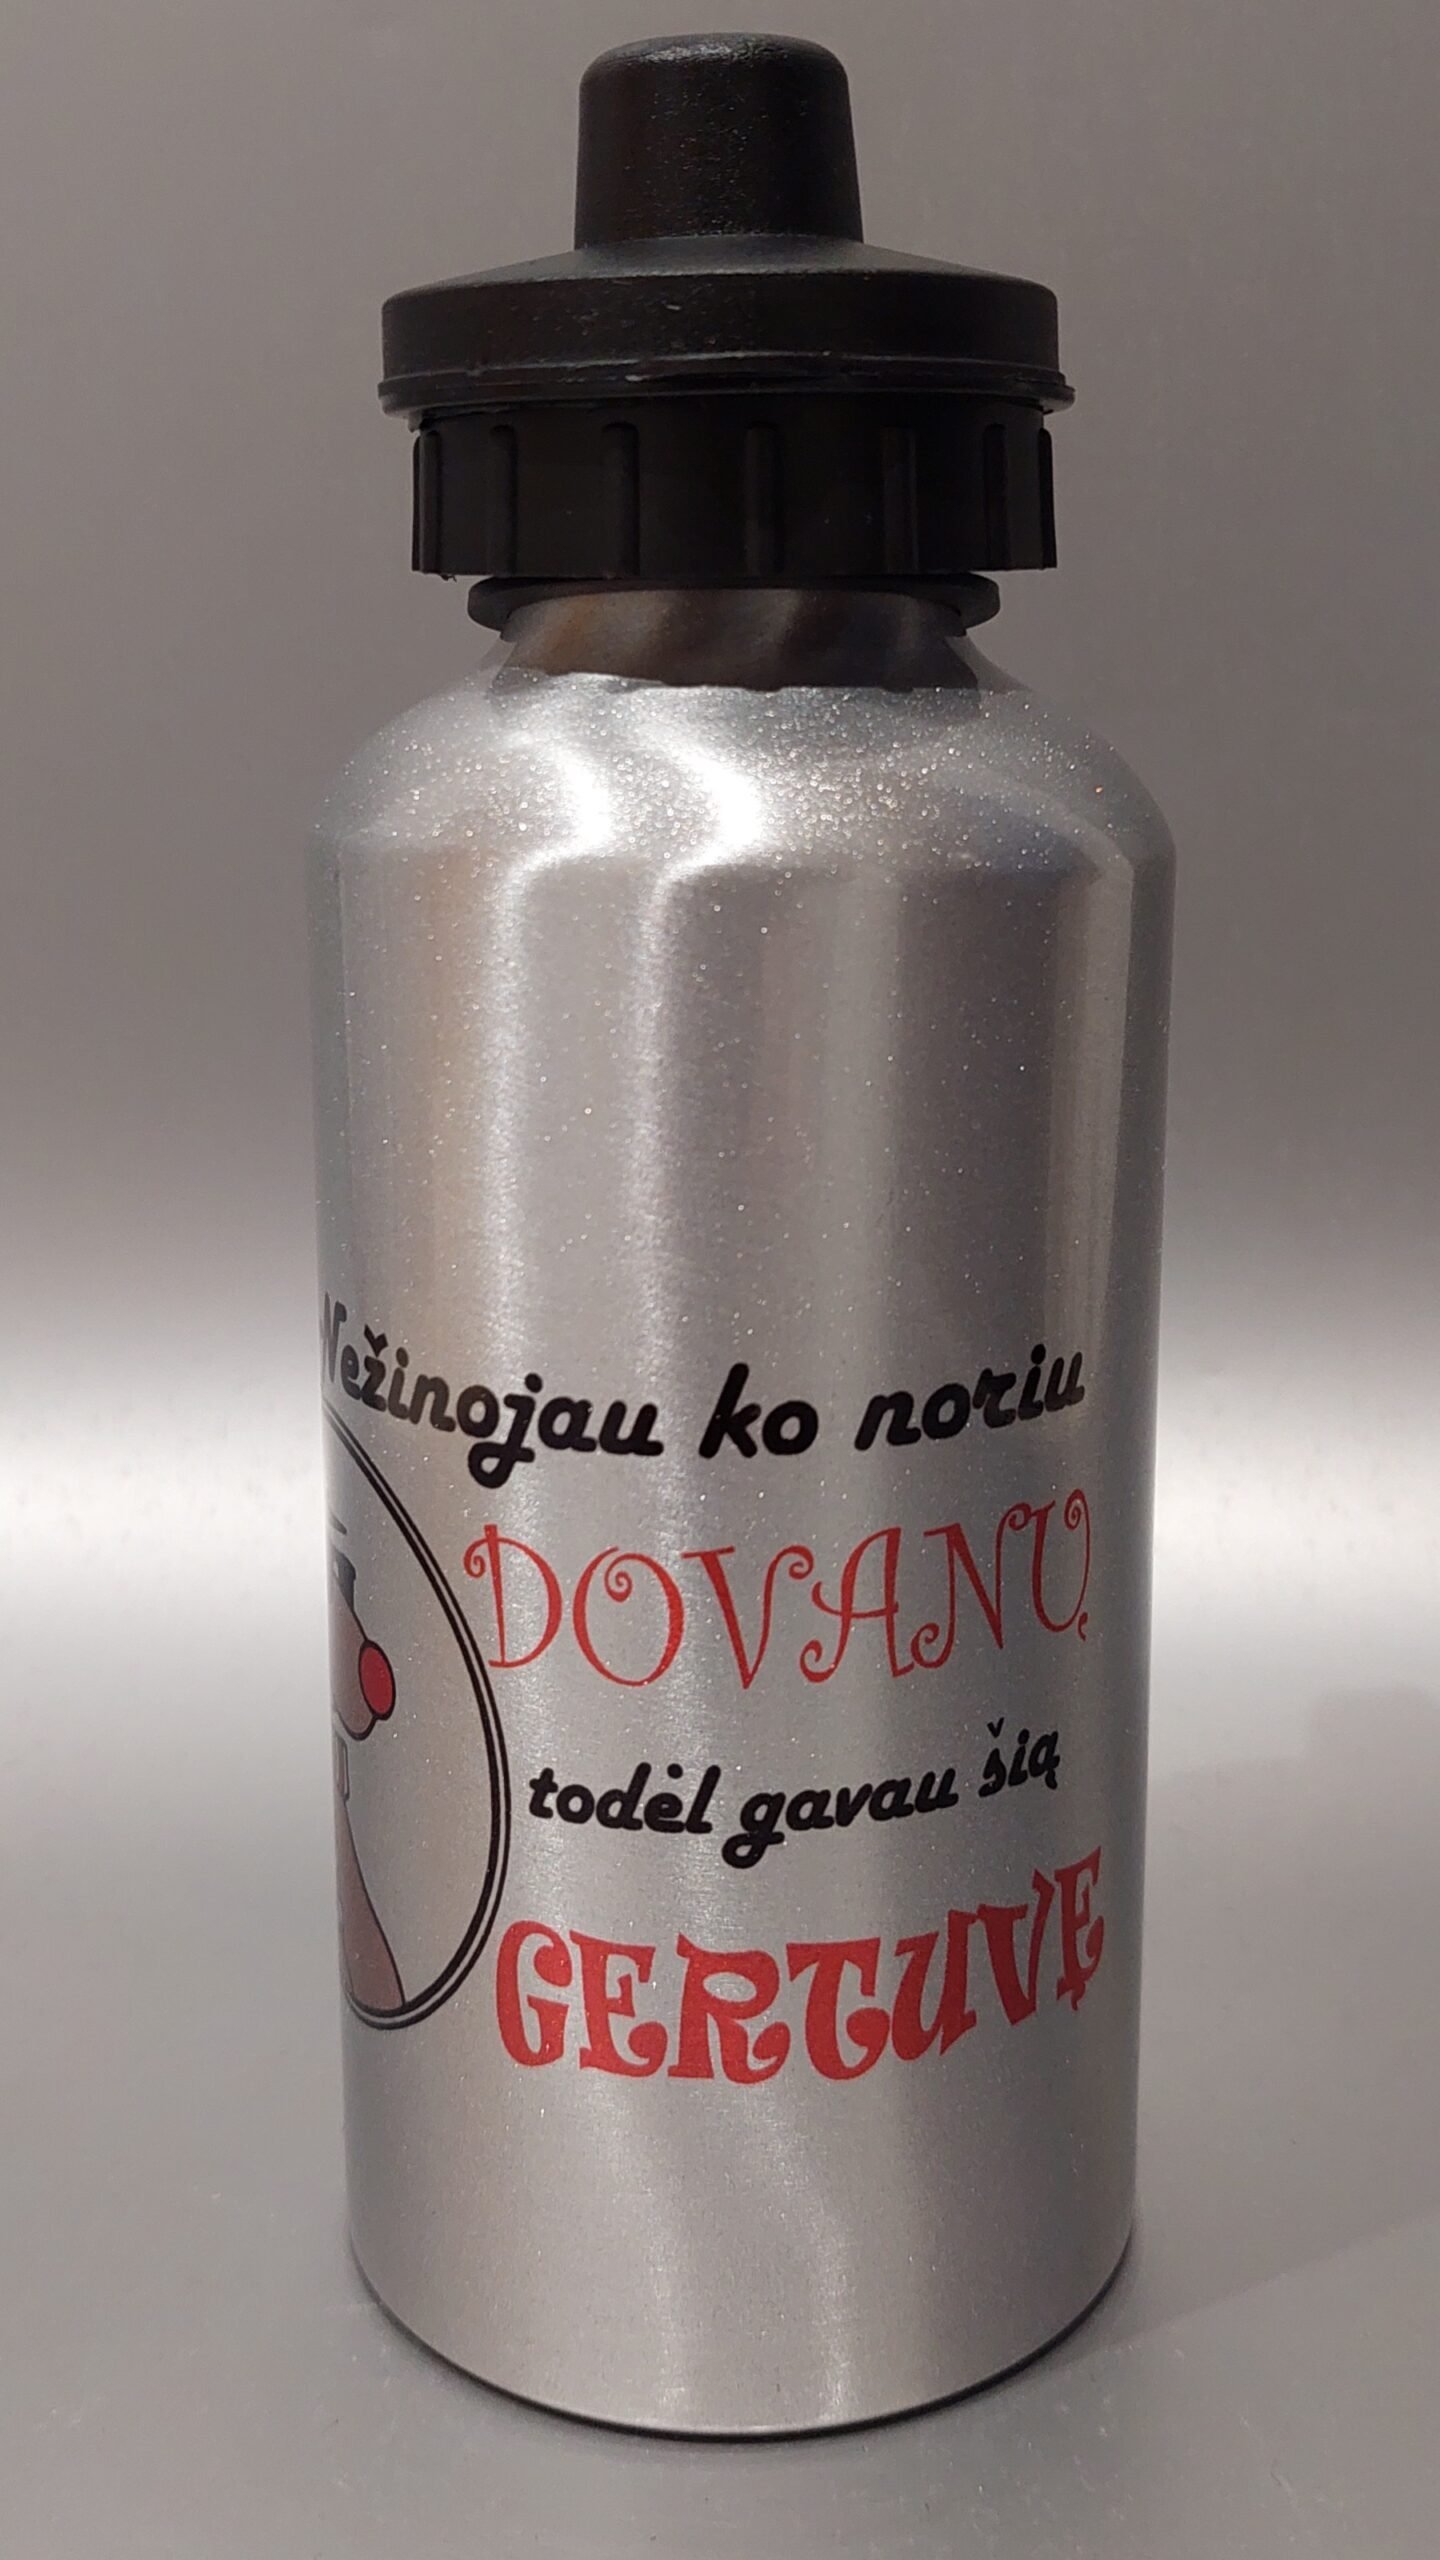 Nežinojau ko noriu
DOVANŲ
todėl gavau šią
GERTUVĘ